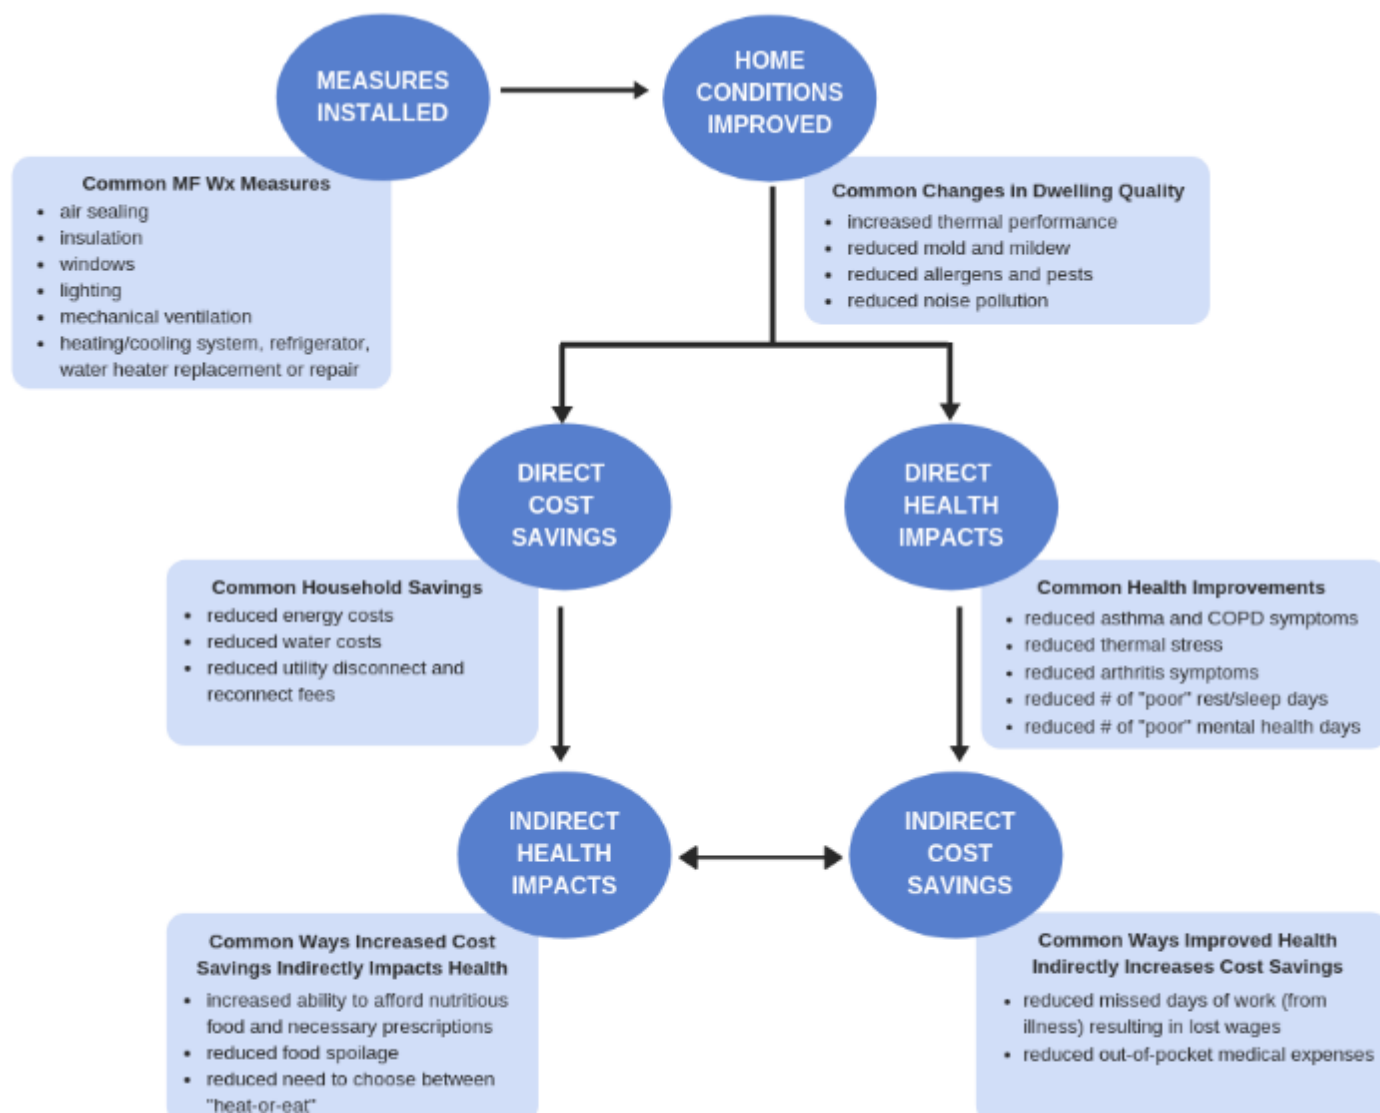 MEASURES
INSTALLED
HOME
CONDITIONS
IMPROVED
Common MF Wx Measures
• air sealing
• insulation
• windows
• lighting
• mechanical ventilation
• heating/cooling system, refrigerator,
water heater replacement or repair
Common Changes in Dwelling Quality
• increased thermal performance
• reduced mold and mildew
• reduced allergens and pests
• reduced noise pollution
DIRECT
COST
SAVINGS
DIRECT
HEALTH
IMPACTS
Common Household Savings
• reduced energy costs
• reduced water costs
• reduced utility disconnect and
reconnect fees
Common Health Improvements
• reduced asthma and COPD symptoms
• reduced thermal stress
• reduced arthritis symptoms
• reduced # of "poor" rest/sleep days
• reduced # of "poor" mental health days
INDIRECT
HEALTH
IMPACTS
INDIRECT
COST
SAVINGS
Common Ways Increased Cost
Savings Indirectly Impacts Health
• increased ability to afford nutritious
food and necessary prescriptions
• reduced food spoilage
• reduced need to choose between
"heat-or-eat"
Common Ways Improved Health
Indirectly Increases Cost Savings
• reduced missed days of work (from
illness) resulting in lost wages
• reduced out-of-pocket medical expenses